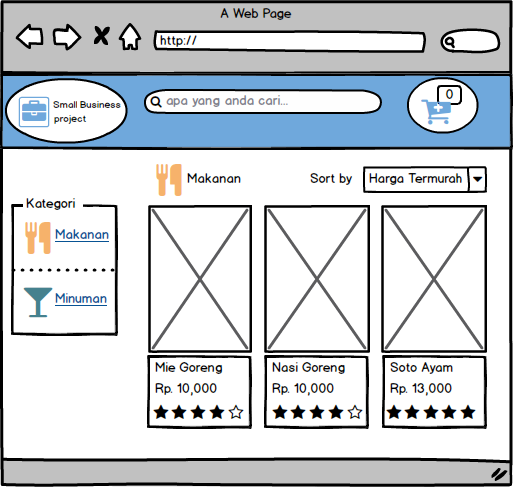 A Web Page
http://
Small Business
project
apa yang anda cari...
0
Makanan
Sort by
Harga Termurah
Kategori
Makanan
Minuman
Mie Goreng
Rp. 10,000
Nasi Goreng
Rp. 10,000
Soto Ayam
Rp. 13,000